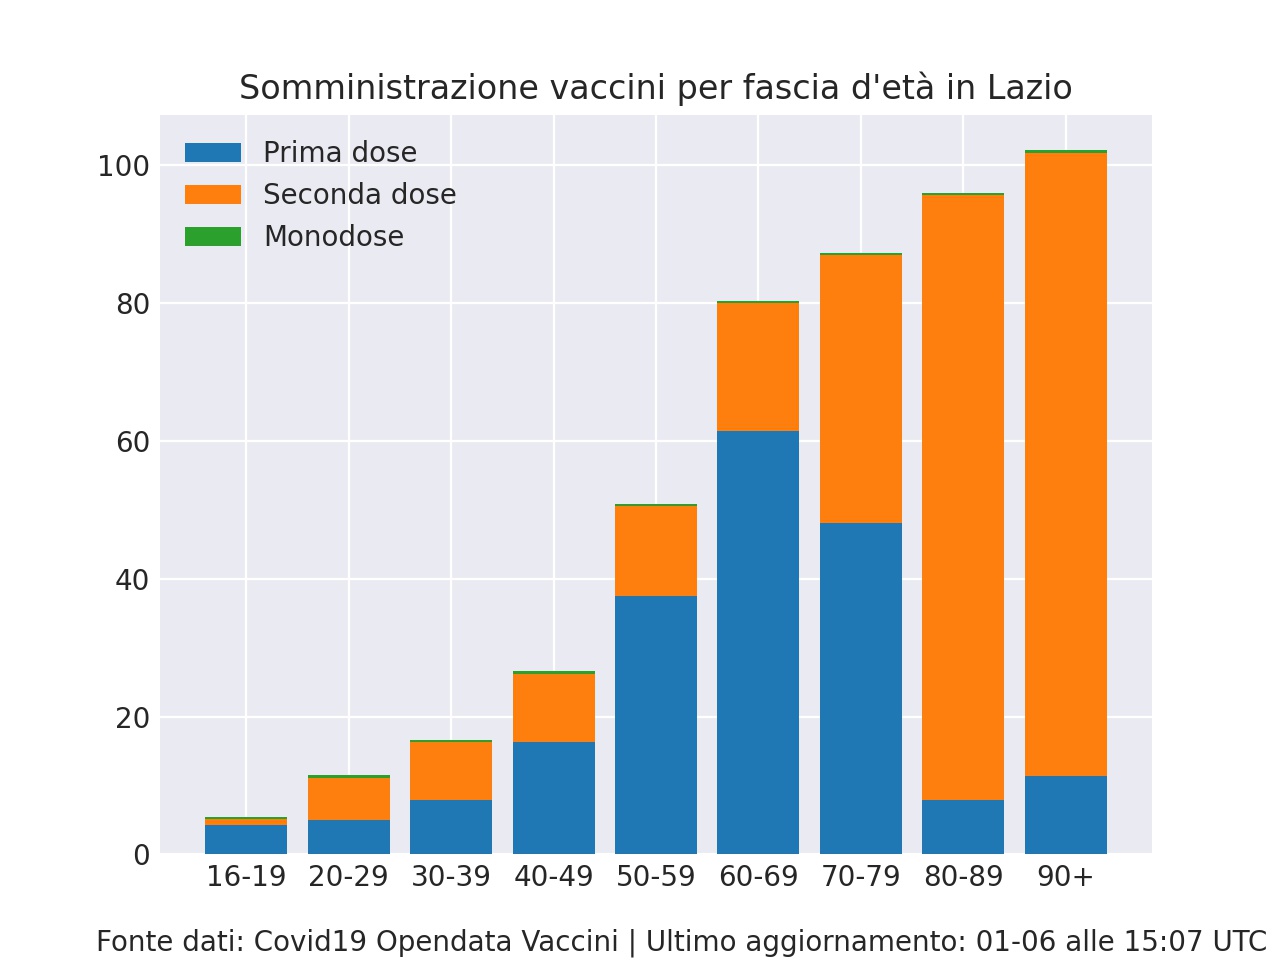 Somministrazione vaccini per fascia d'età in Lazio
Prima dose
Seconda dose
Monodose
100
80
60
40
20
0
16-19 20-29 30-39 40-49 50-59 60-69 70-79 80-89 90+
Fonte dati: Covid19 Opendata Vaccini | Ultimo aggiornamento: 01-06 alle 15:07 UTC